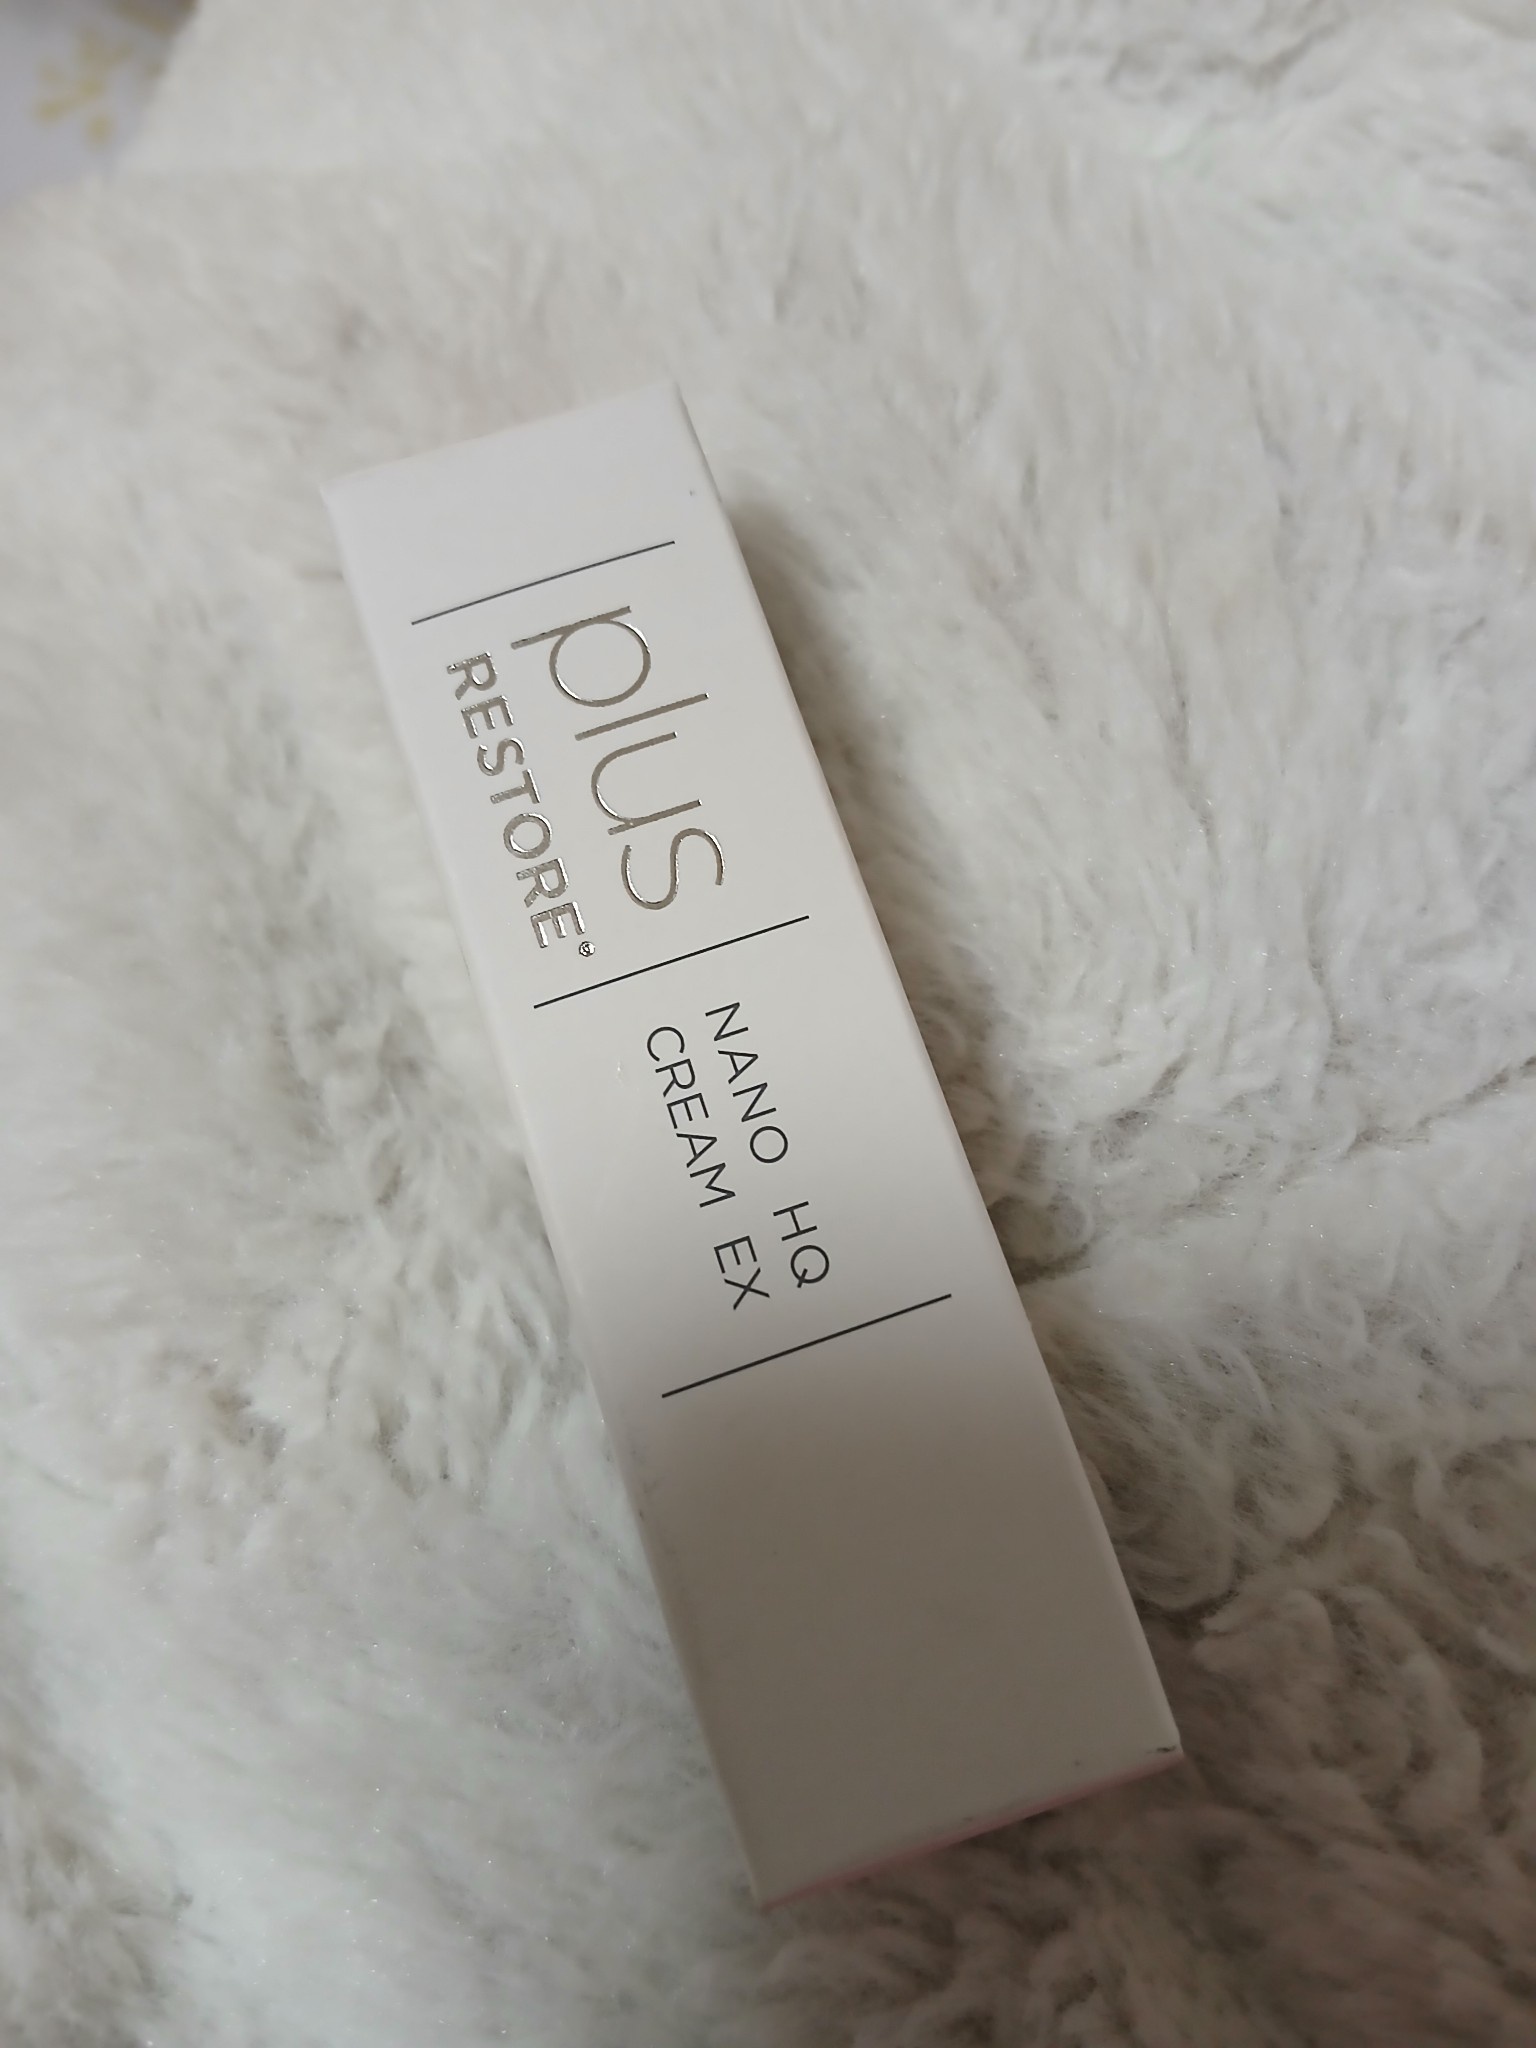 plus
RESTORE®
NANO HQ
CREAM EX